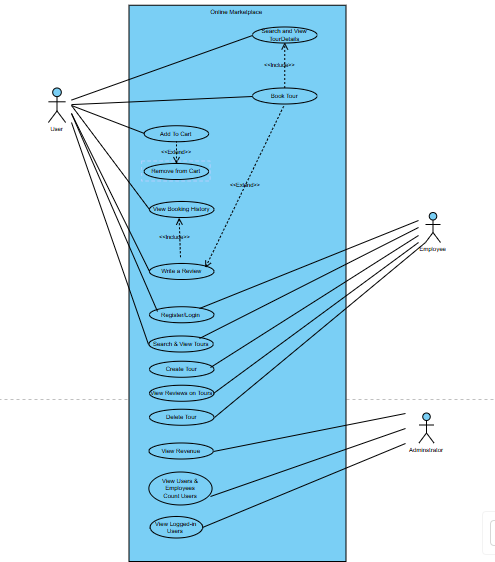 Online Marketplace
Search and View
TourDetails
<<Include>>
Book Tour
User
Add To Cart
<<Extend>>
Remove from Cart
<<Extend>>
View Booking History
<<Include>>
Employee
Write a Review
Register/Login
Search & View Tours
Create Tour
View Reviews on Tours
Delete Tour
View Revenue
Adminstrator
View Users &
Employees
Count Users
View Logged-in
Users